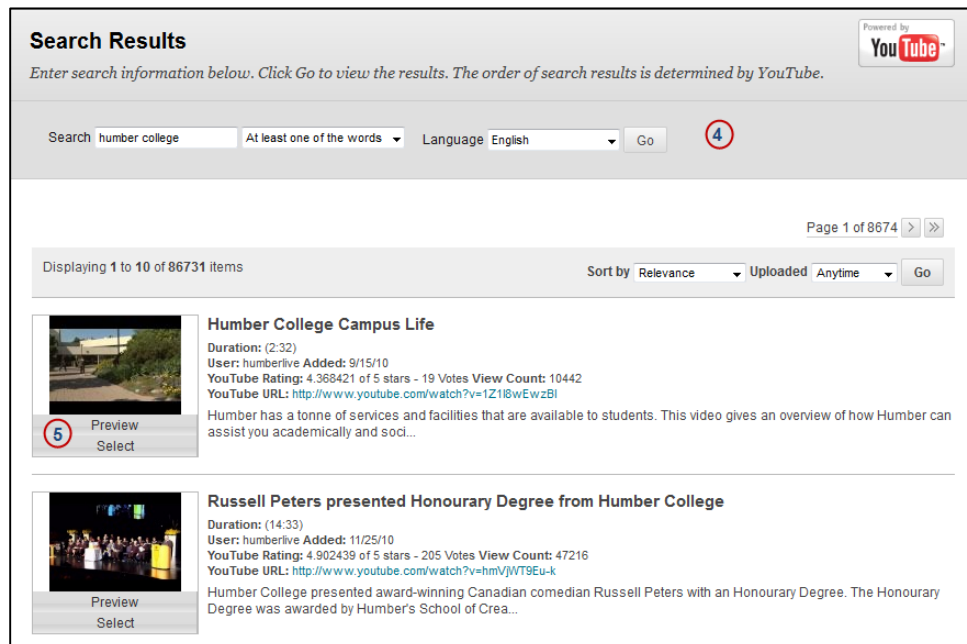 Search Results
Powered by
YouTube
Enter search information below. Click Go to view the results. The order of search results is determined by YouTube.
Search humber college At least one of the words Language English Go 4
Page 1 of 8674 > »
Displaying 1 to 10 of 86731 items Sort by Relevance Uploaded Anytime Go
Humber College Campus Life
Duration: (2:32)
User: humberlive Added: 9/15/10
YouTube Rating: 4.368421 of 5 stars - 19 Votes View Count: 10442
YouTube URL: http://www.youtube.com/watch?v=1Z1l8wEwzBI
Humber has a tonne of services and facilities that are available to students. This video gives an overview of how Humber can
assist you academically and soci...
5 Preview
Select
Russell Peters presented Honourary Degree from Humber College
Duration: (14:33)
User: humberlive Added: 11/25/10
YouTube Rating: 4.902439 of 5 stars - 205 Votes View Count: 47216
YouTube URL: http://www.youtube.com/watch?v=hmVjWT9Eu-k
Humber College presented award-winning Canadian comedian Russell Peters with an Honourary Degree. The Honourary
Degree was awarded by Humber's School of Crea...
Preview
Select